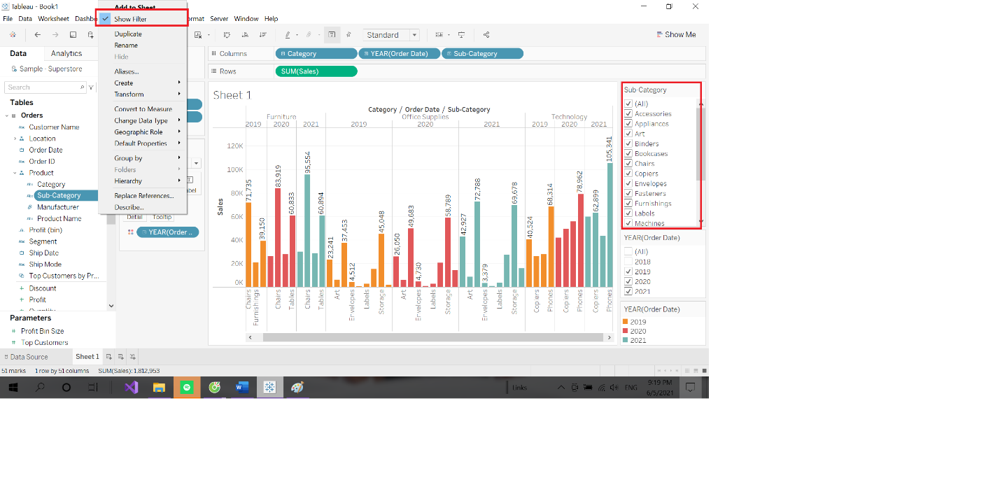 Tableau - Book1
File Data Worksheet Dashbo
ormat Server Window Help
Add to Sheet
Show Filter
Duplicate
Rename
Hide
Aliases...
Create
Transform
Convert to Measure
Change Data Type
Geographic Role
Default Properties
Group by
Folders
Hierarchy
Replace References...
Describe...
Standard
Show Me
Data Analytics
Sample - Superstore
Search
Tables
Orders
Abc Customer Name
Location
Order Date
Abc Order ID
Product
Abc Category
Abc Sub-Category
Manufacturer
Abc Product Name
Profit (bin)
Abc Segment
Ship Date
Abc Ship Mode
Top Customers by Pr...
Discount
Profit
Quantity
Parameters
# Profit Bin Size
# Top Customers
abel
Detail Tooltip
YEAR(Order ..
Columns
Category YEAR(Order Date) Sub-Category
Rows
SUM(Sales)
Sheet 1
Category / Order Date / Sub-Category
Furniture Office Supplies Technology
2019 2020 2021 2019 2020 2021 2019 2020 2021
Sales
120K
100K
80K
60K
40K
20K
0K
71,735 39,150 83,919 60,833 95,554 60,894 23,241 37,453 4,512 45,048 26,050 49,683 4,730 58,789 42,927 72,788 3,379 69,678 40,524 68,314 78,962 62,899 105,341
Chairs Furnishings Chairs Tables Chairs Tables Art Envelopes Labels Storage Art Envelopes Labels Storage Art Envelopes Labels Storage Copiers Phones Copiers Phones Copiers Phones
Sub-Category
(All)
Accessories
Appliances
Art
Binders
Bookcases
Chairs
Copiers
Envelopes
Fasteners
Furnishings
Labels
Machines
YEAR(Order Date)
(All)
2018
2019
2020
2021
YEAR(Order Date)
2019
2020
2021
Data Source Sheet 1
51 marks 1 row by 51 columns SUM(Sales): 1,812,953
Links
ENG
9:19 PM
6/5/2021